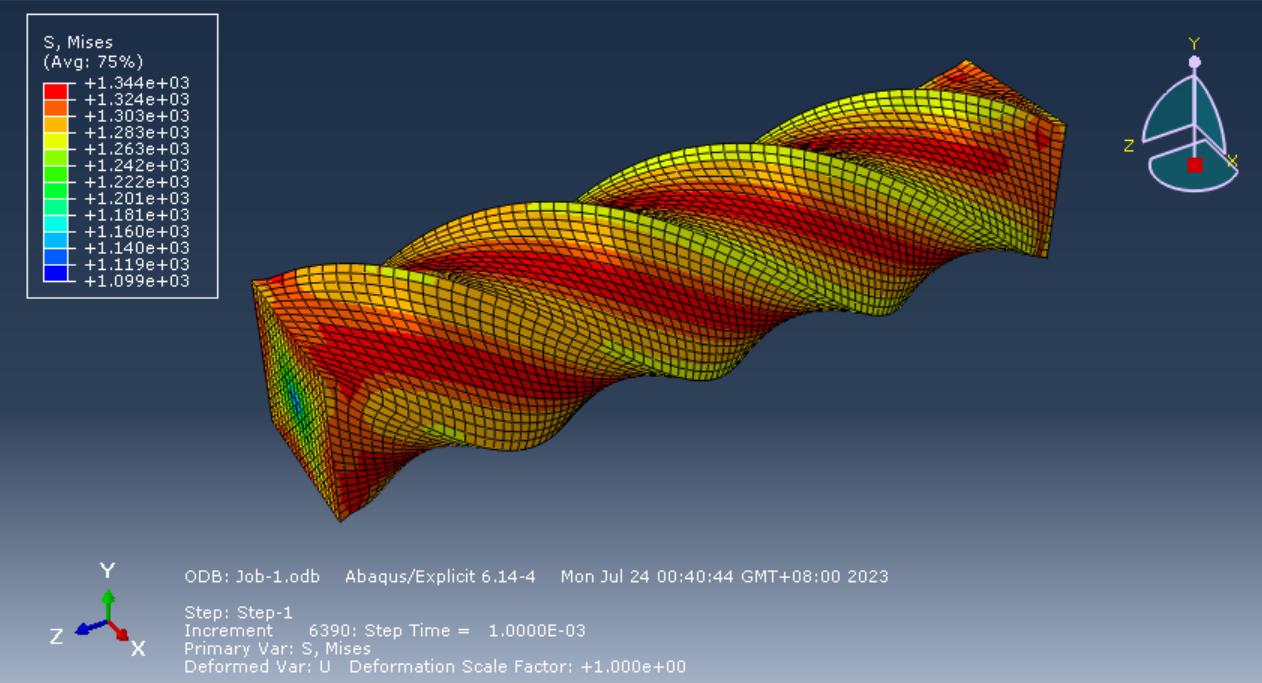 S, Mises
(Avg: 75%)
+1.344e+03
+1.324e+03
+1.303e+03
+1.283e+03
+1.263e+03
+1.242e+03
+1.222e+03
+1.201e+03
+1.181e+03
+1.160e+03
+1.140e+03
+1.119e+03
+1.099e+03
Y
Z
X
Y
Z
X
ODB: Job-1.odb    Abaqus/Explicit 6.14-4    Mon Jul 24 00:40:44 GMT+08:00 2023
Step: Step-1
Increment    6390: Step Time =    1.0000E-03
Primary Var: S, Mises
Deformed Var: U   Deformation Scale Factor: +1.000e+00